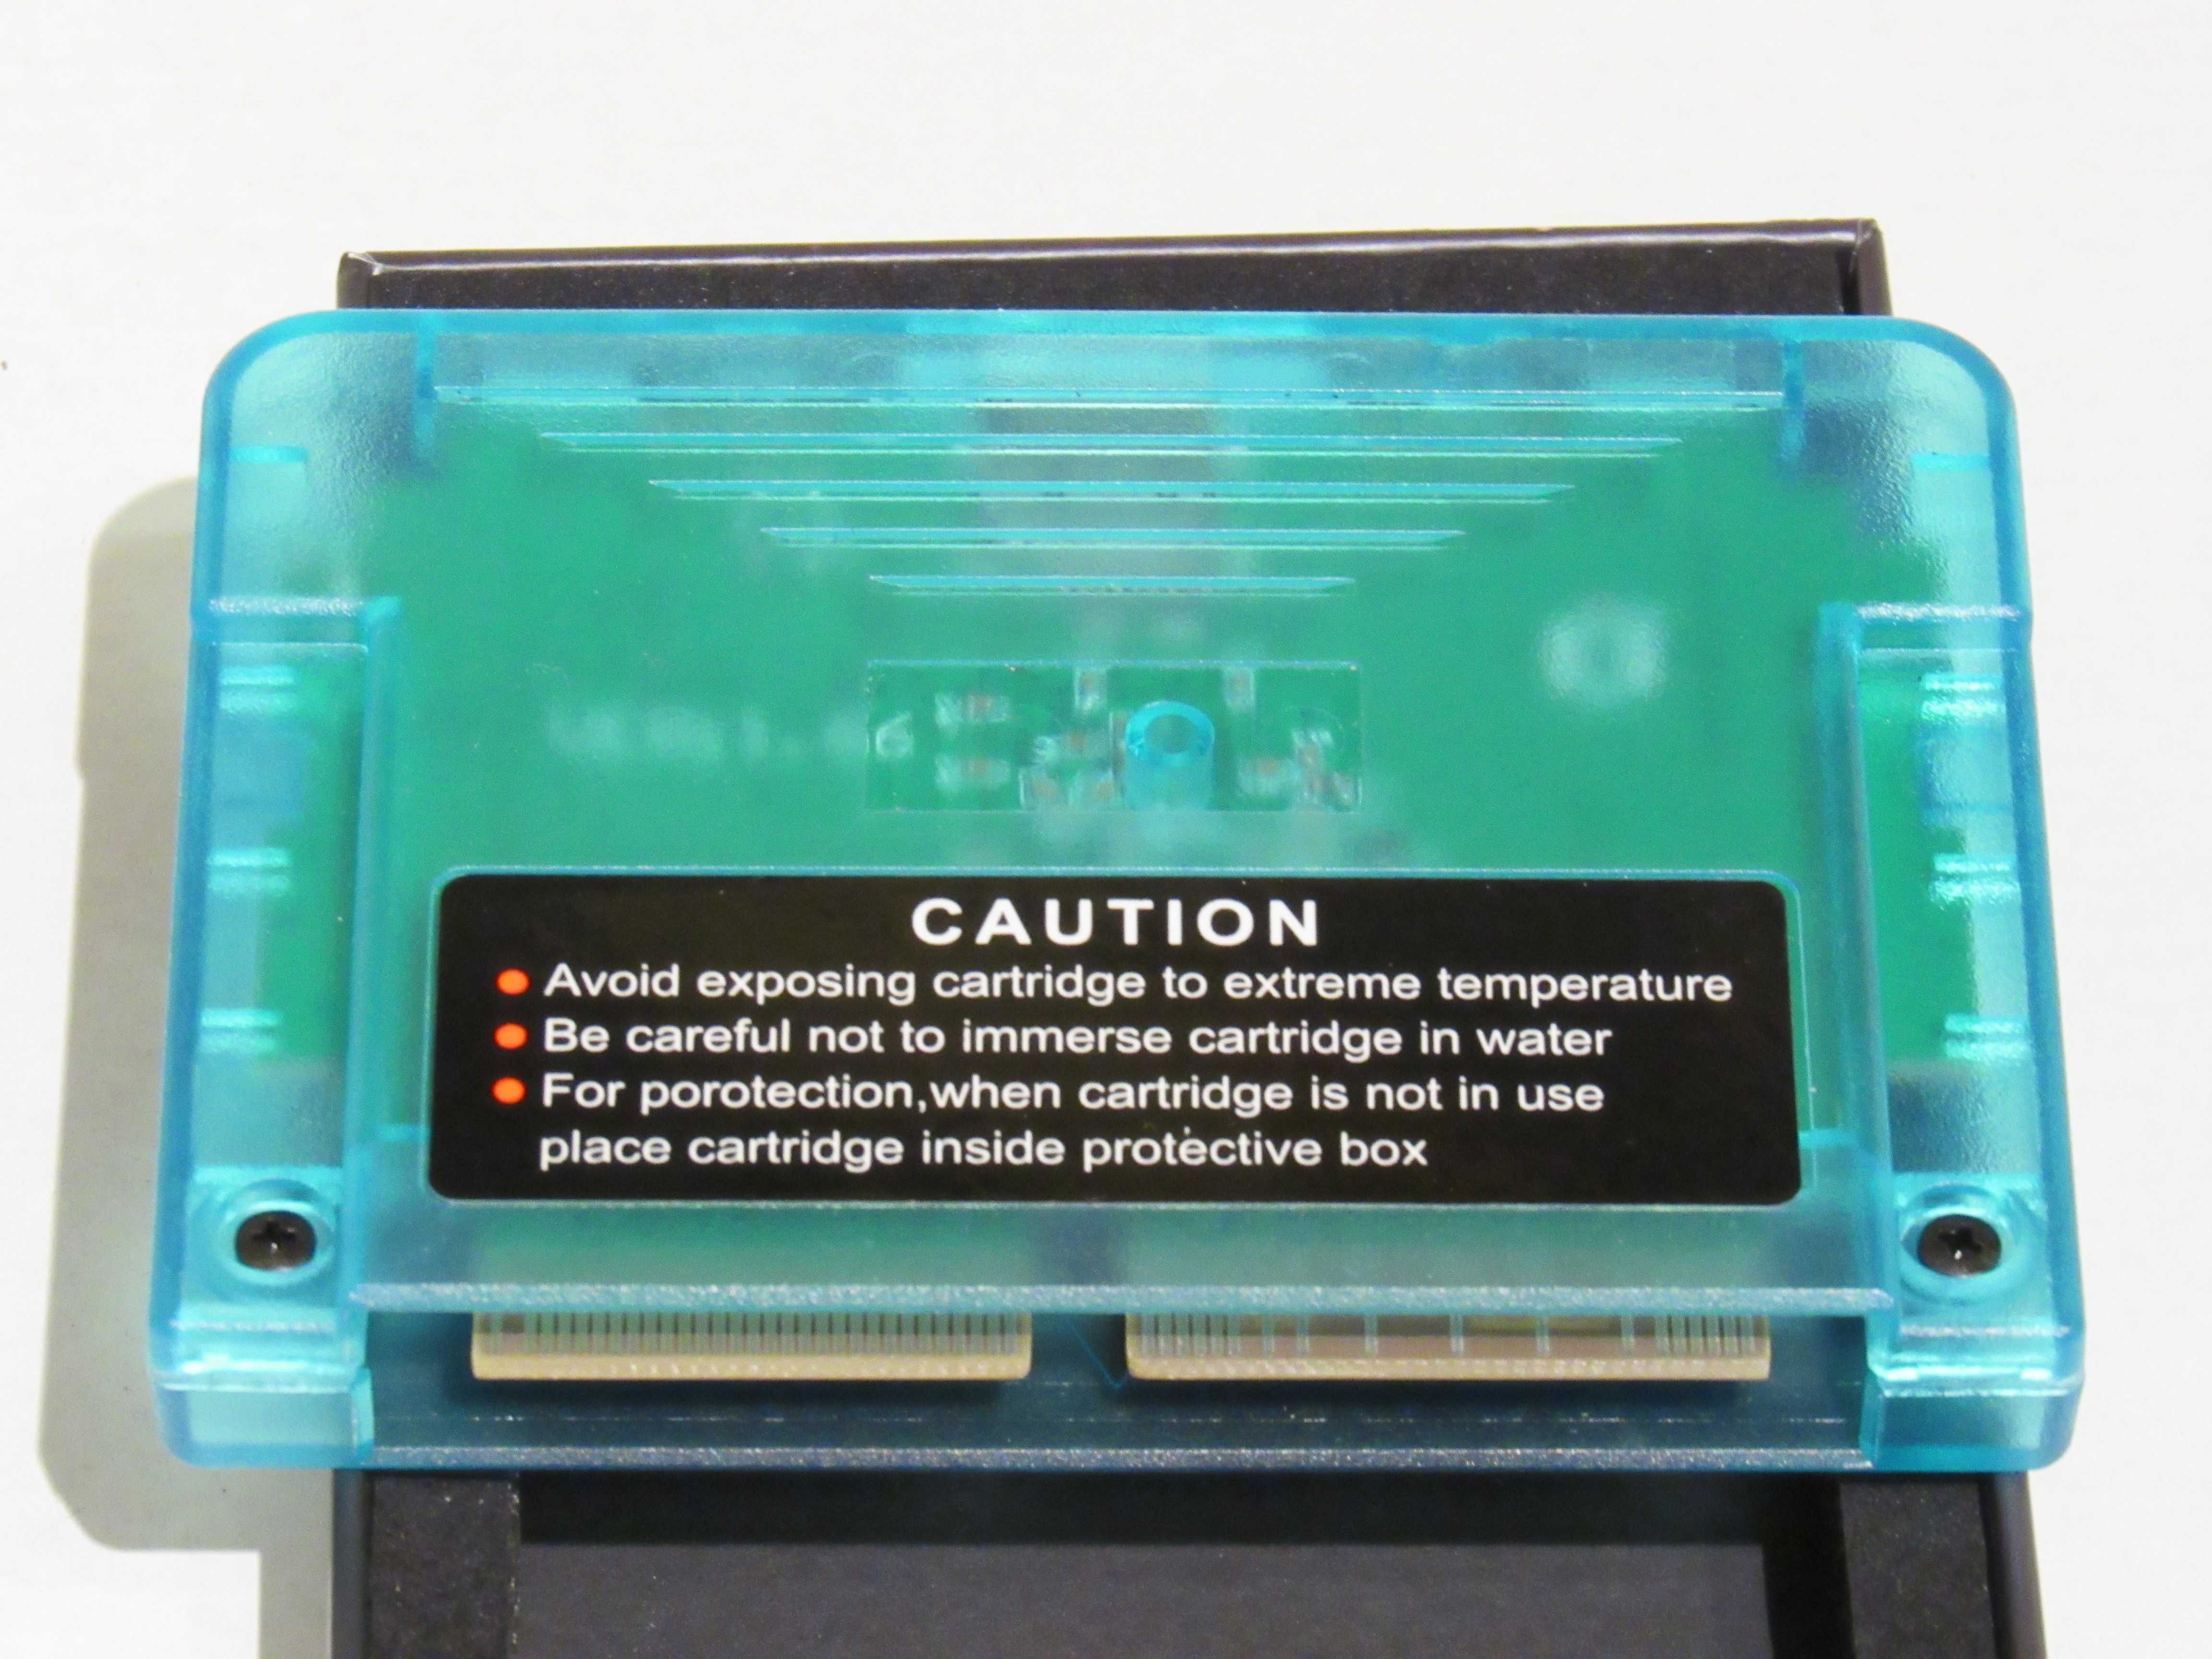 CAUTION
Avoid exposing cartridge to extreme temperature
Be careful not to immerse cartridge in water
For porotection,when cartridge is not in use
place cartridge inside protective box